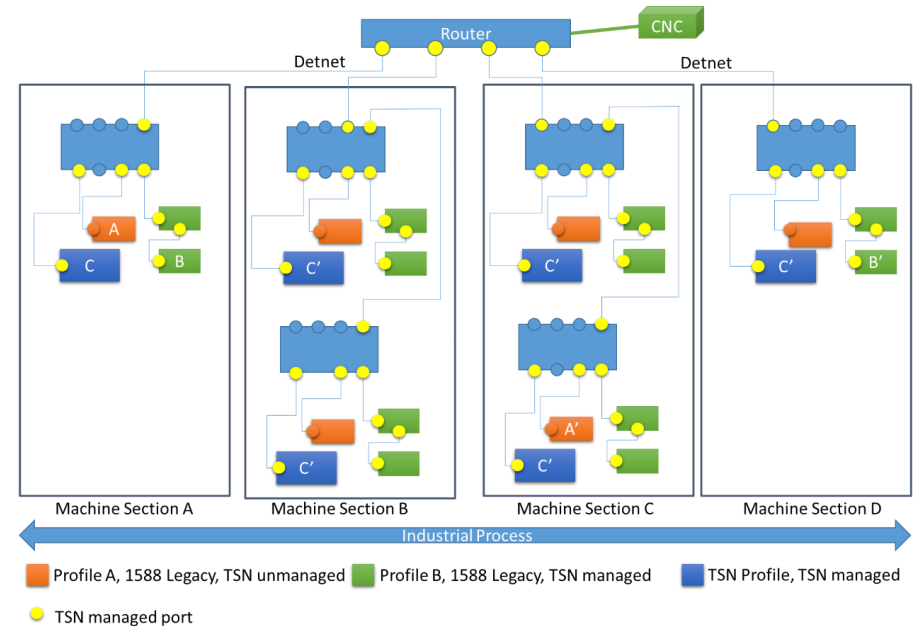 Router
CNC
Detnet
Detnet
A
C
B
C'
C'
C'
B'
C'
A'
C'
Machine Section A
Machine Section B
Machine Section C
Machine Section D
Industrial Process
Profile A, 1588 Legacy, TSN unmanaged
Profile B, 1588 Legacy, TSN managed
TSN Profile, TSN managed
TSN managed port